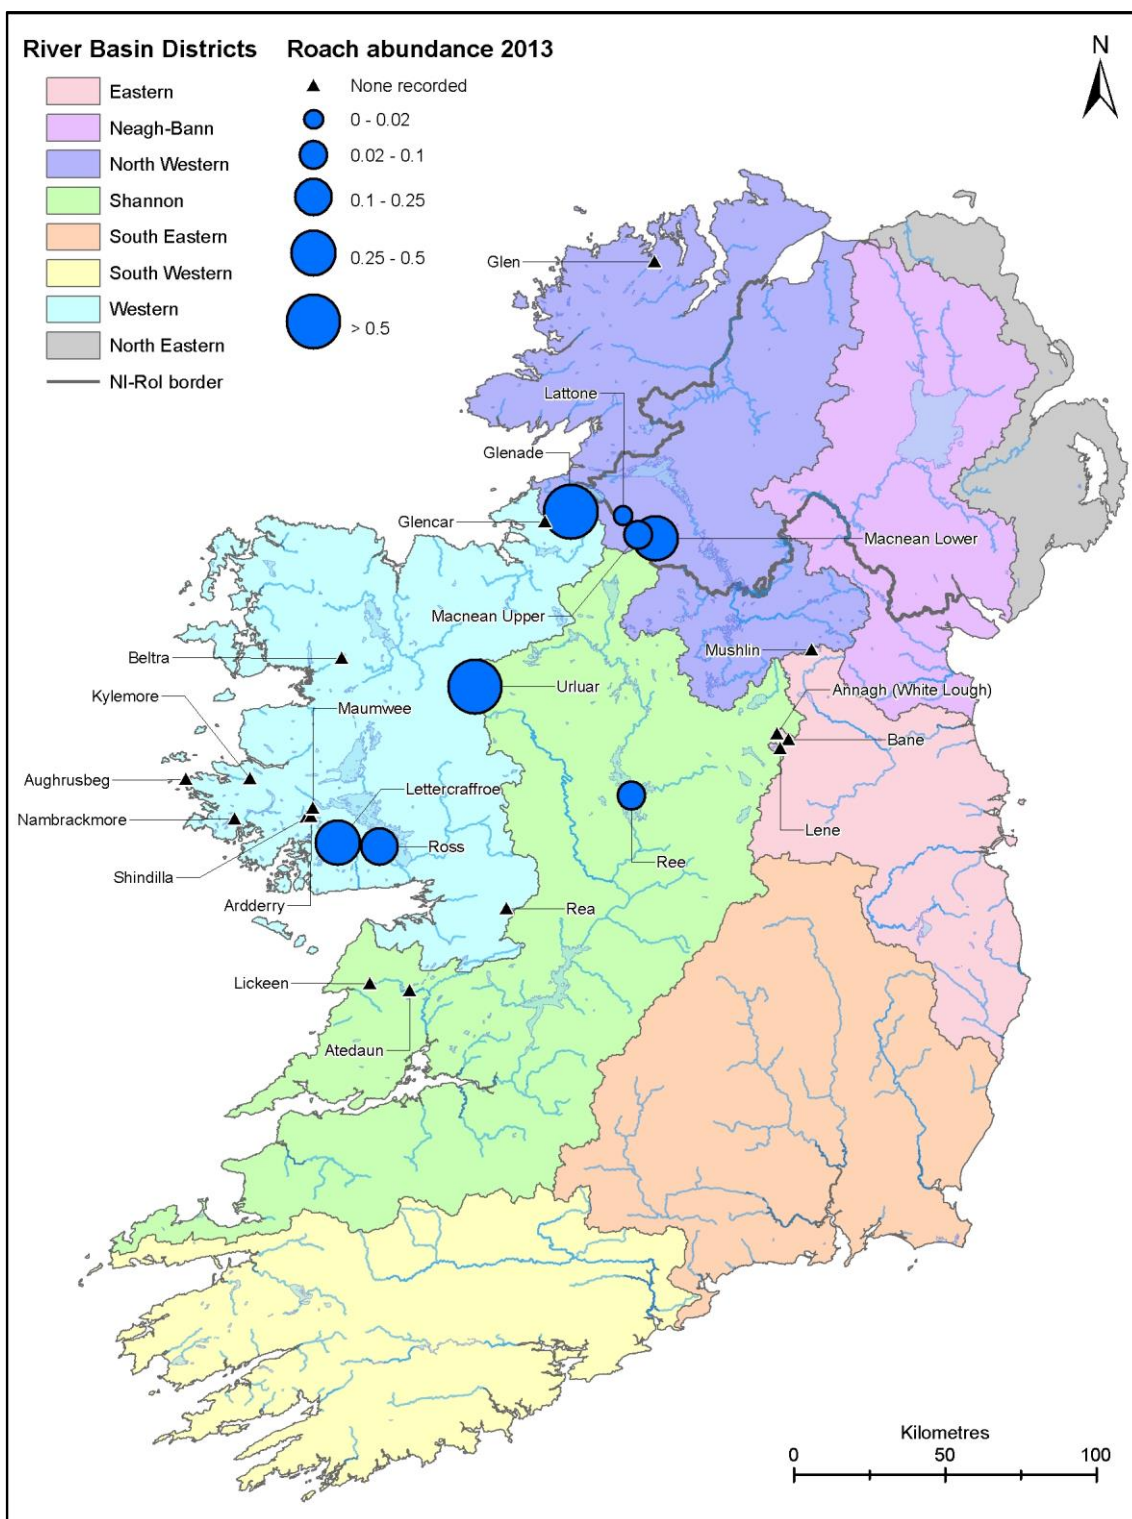 River Basin Districts
Eastern
Neagh-Bann
North Western
Shannon
South Eastern
South Western
Western
North Eastern
NI-RoI border
Roach abundance 2013
None recorded
0 - 0.02
0.02 - 0.1
0.1 - 0.25
0.25 - 0.5
> 0.5
N
Glen
Lattone
Glenade
Glencar
Macnean Lower
Macnean Upper
Mushlin
Beltra
Urluar
Annagh (White Lough)
Kylemore
Maumwee
Bane
Aughrusbeg
Lettercraffroe
Nambrackmore
Lene
Ross
Ree
Shindilla
Ardderry
Rea
Lickeen
Atedaun
Kilometres
0 50 100